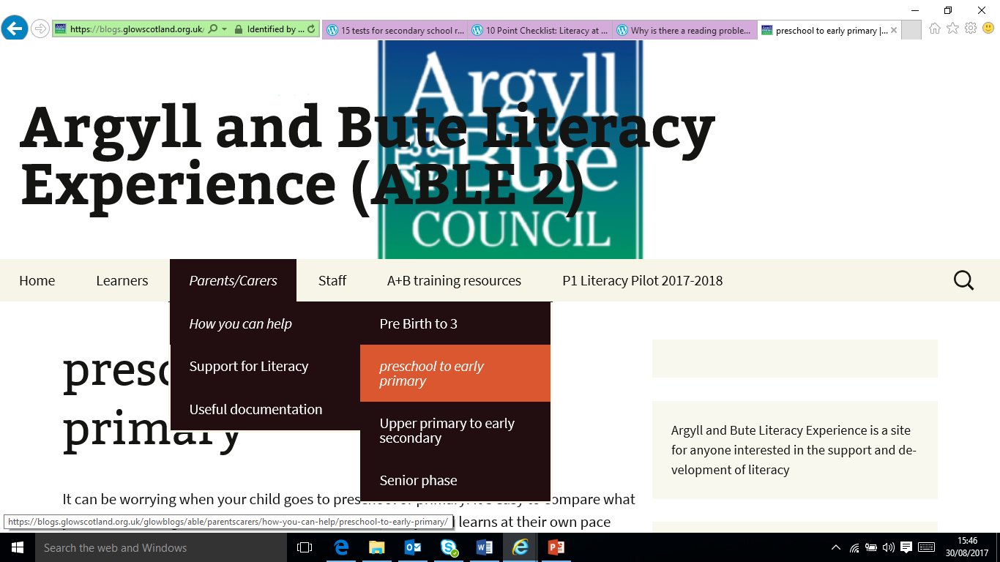 https://blogs.glowscotland.org.uk/
Identified by ...
15 tests for secondary school r...
10 Point Checklist: Literacy at ...
Why is there a reading proble...
preschool to early primary |...
Argyll
Bute
COUNCIL
Argyll and Bute Literacy
Experience (ABLE 2)
Home
Learners
Parents/Carers
Staff
A+B training resources
P1 Literacy Pilot 2017-2018
How you can help
Support for Literacy
Useful documentation
Pre Birth to 3
preschool to early
primary
Upper primary to early
secondary
Senior phase
primary
Argyll and Bute Literacy Experience is a site
for anyone interested in the support and de-
velopment of literacy
It can be worrying when your child goes to preschool or primary. It's easy to compare what
learns at their own pace
https://blogs.glowscotland.org.uk/glowblogs/able/parentscarers/how-you-can-help/preschool-to-early-primary/
Search the web and Windows
15:46
30/08/2017